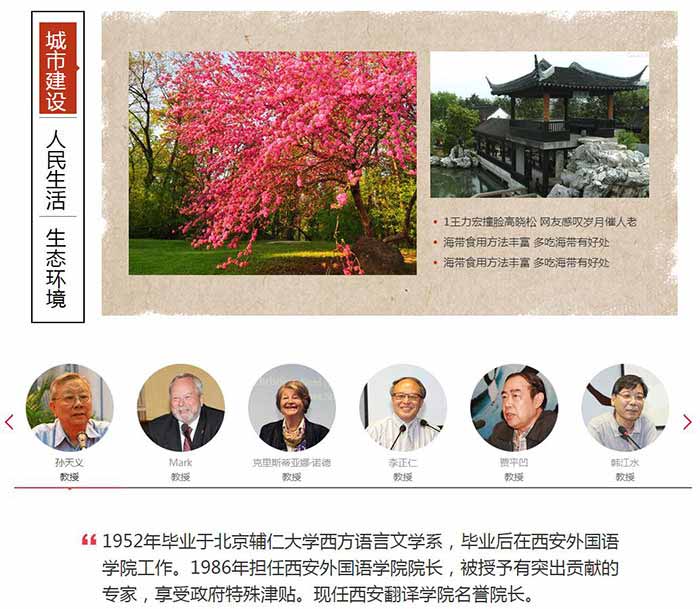 城市建设
人民生活
生态环境
• 1王力宏撞脸高晓松 网友感叹岁月催人老
• 海带食用方法丰富 多吃海带有好处
• 海带食用方法丰富 多吃海带有好处
孙天义
教授
Mark
教授
克里斯蒂亚娜·诺德
教授
李正仁
教授
贾平凹
教授
韩江水
教授
“ 1952年毕业于北京辅仁大学西方语言文学系，毕业后在西安外国语
学院工作。1986年担任西安外国语学院院长，被授予有突出贡献的
专家，享受政府特殊津贴。现任西安翻译学院名誉院长。